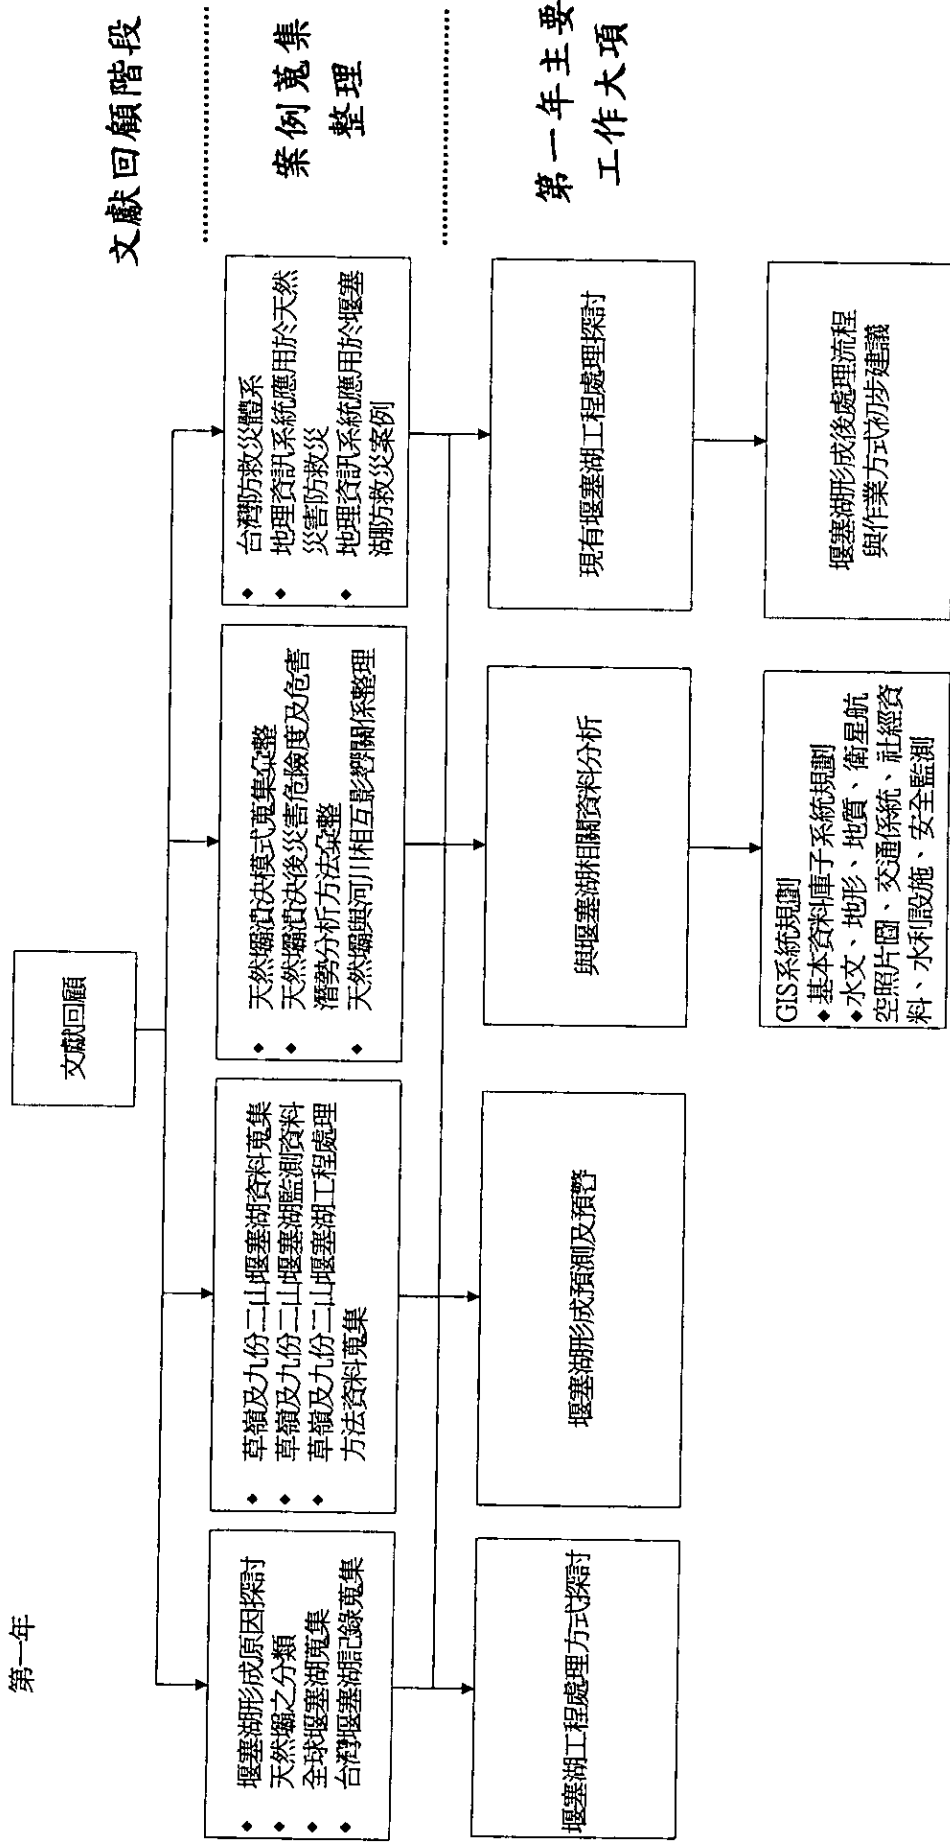 第一年
文獻回顧
文獻回顧階段
◆ 堰塞湖形成原因探討
◆ 天然壩之分類
◆ 全球堰塞湖蒐集
◆ 台灣堰塞湖記錄蒐集
◆ 草嶺及九份二山堰塞湖資料蒐集
◆ 草嶺及九份二山堰塞湖監測資料
◆ 草嶺及九份二山堰塞湖工程處理
方法資料蒐集
◆ 天然壩潰決模式蒐集彙整
◆ 天然壩潰決後災害危險度及危害
潛勢分析方法彙整
◆ 天然壩與河川相互影響關係整理
◆ 台灣防救災體系
◆ 地理資訊系統應用於天然
災害防救災
◆ 地理資訊系統應用於堰塞
湖防救災案例
案例蒐集
整理
堰塞湖工程處理方式探討
堰塞湖形成預測及預警
與堰塞湖相關資料分析
現有堰塞湖工程處理探討
第一年主要
工作大項
GIS系統規劃
◆基本資料庫子系統規劃
◆水文、地形、地質、衛星航
空照片圖、交通係統、社經資
料、水利設施、安全監測
堰塞湖形成後處理流程
與作業方式初步建議